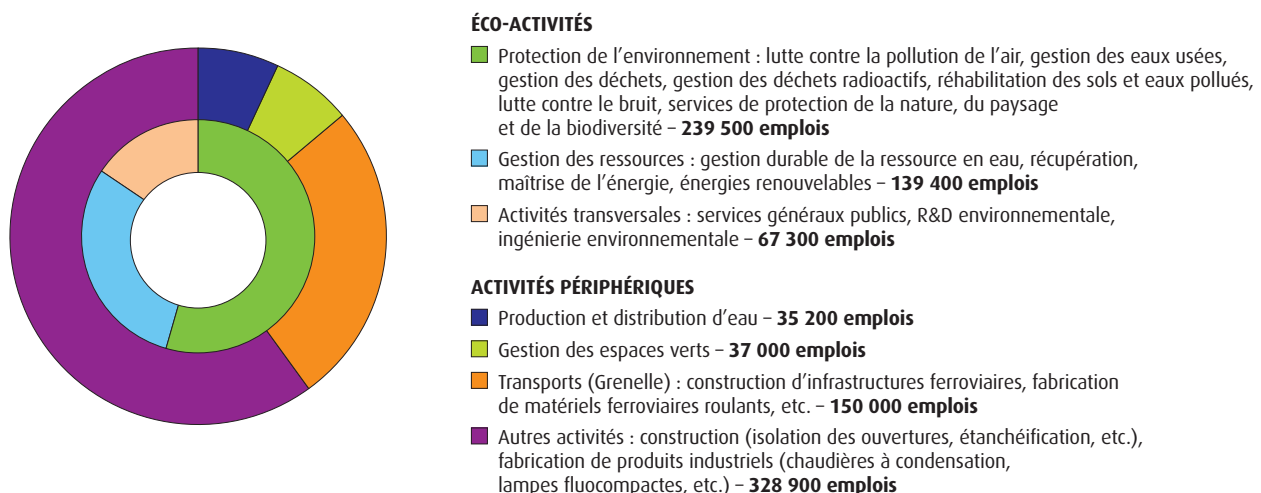 ÉCO-ACTIVITÉS
Protection de l'environnement : lutte contre la pollution de l'air, gestion des eaux usées,
gestion des déchets, gestion des déchets radioactifs, réhabilitation des sols et eaux pollués,
lutte contre le bruit, services de protection de la nature, du paysage
et de la biodiversité – 239 500 emplois
Gestion des ressources : gestion durable de la ressource en eau, récupération,
maîtrise de l'énergie, énergies renouvelables – 139 400 emplois
Activités transversales : services généraux publics, R&D environnementale,
ingénierie environnementale – 67 300 emplois
ACTIVITÉS PÉRIPHÉRIQUES
Production et distribution d'eau – 35 200 emplois
Gestion des espaces verts – 37 000 emplois
Transports (Grenelle) : construction d'infrastructures ferroviaires, fabrication
de matériels ferroviaires roulants, etc. – 150 000 emplois
Autres activités : construction (isolation des ouvertures, étanchéification, etc.),
fabrication de produits industriels (chaudières à condensation,
lampes fluocompactes, etc.) – 328 900 emplois